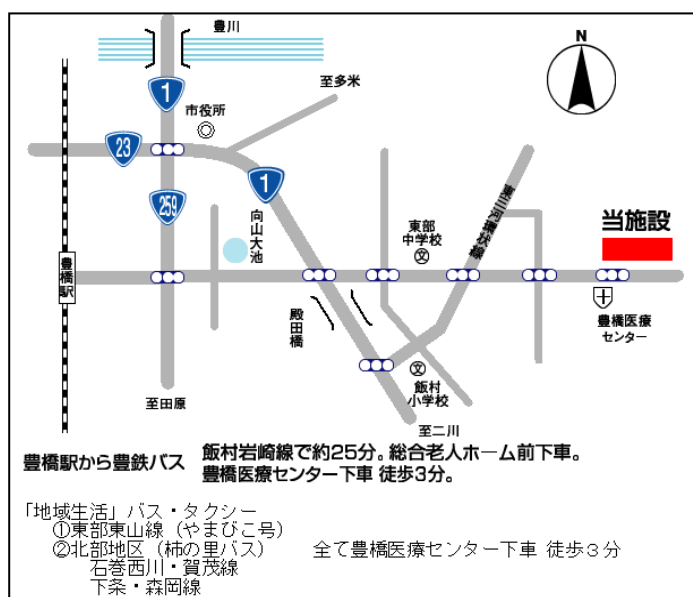 豊川
N
至多米
1
市役所
23
1
259
東三河環状線
向山大池
東部
中学校
当施設
豊橋駅
殿田橋
豊橋医療
センター
飯村
小学校
至田原
至二川
豊橋駅から豊鉄バス 飯村岩崎線で約25分。総合老人ホーム前下車。
豊橋医療センター下車 徒歩3分。
「地域生活」バス・タクシー
①東部東山線（やまびこ号）
②北部地区（柿の里バス） 全て豊橋医療センター下車 徒歩３分
石巻西川・賀茂線
下条・森岡線